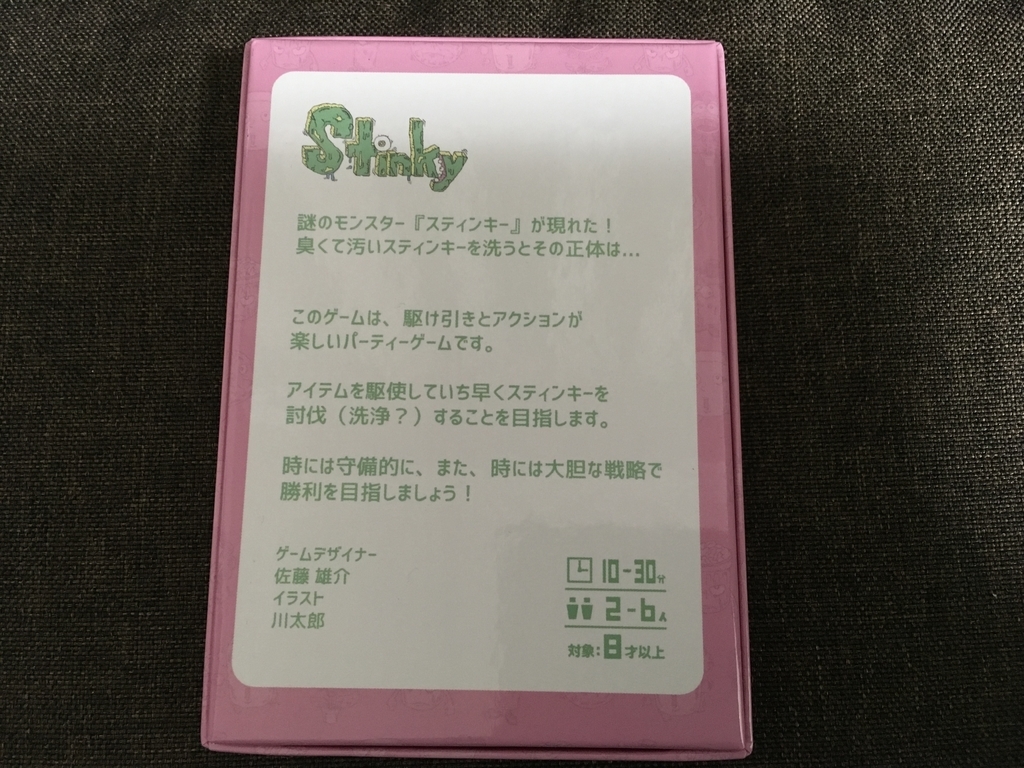 Stinky
謎のモンスター『スティンキー』が現れた！
臭くて汚いスティンキーを洗うとその正体は…
このゲームは、駆け引きとアクションが
楽しいパーティーゲームです。
アイテムを駆使していち早くスティンキーを
討伐（洗浄？）することを目指します。
時には守備的に、また、時には大胆な戦略で
勝利を目指しましょう！
ゲームデザイナー
佐藤 雄介
イラスト
川太郎
10-30分
2-6人
対象：8才以上